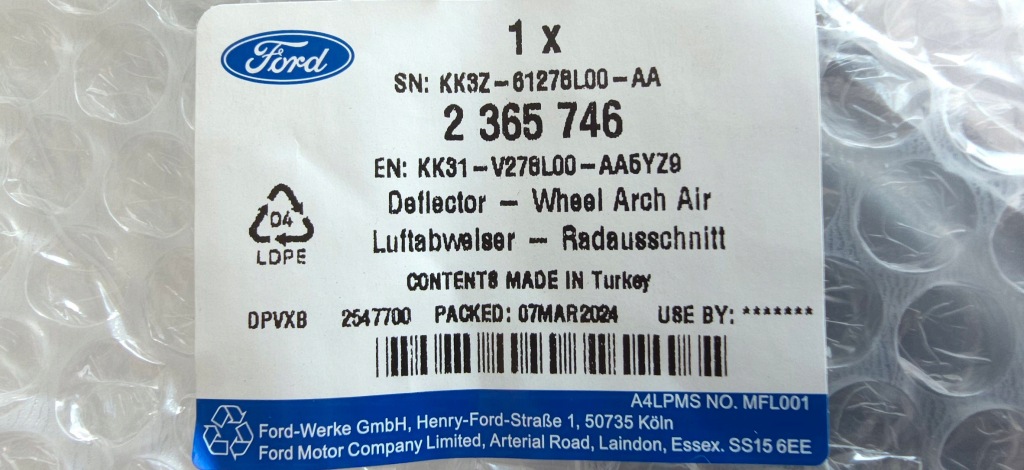 Ford
1 x
SN: KK3Z-61278L00-AA
2 365 746
EN: KK31-V278L00-AA5YZ9
Deflector - Wheel Arch Air
Luftabweiser - Radausschnitt
04
LDPE
CONTENTS MADE IN Turkey
DPVXB 2547700 PACKED: 07MAR2024 USE BY: *******
A4LPMS NO. MFL001
Ford-Werke GmbH, Henry-Ford-Straße 1, 50735 Köln
Ford Motor Company Limited, Arterial Road, Laindon, Essex. SS15 6EE